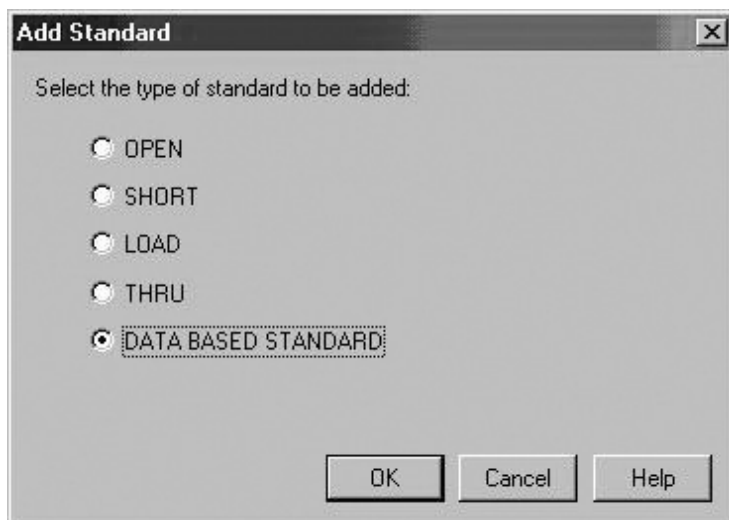 Add Standard
Select the type of standard to be added:
OPEN
SHORT
LOAD
THRU
DATA BASED STANDARD
OK Cancel Help